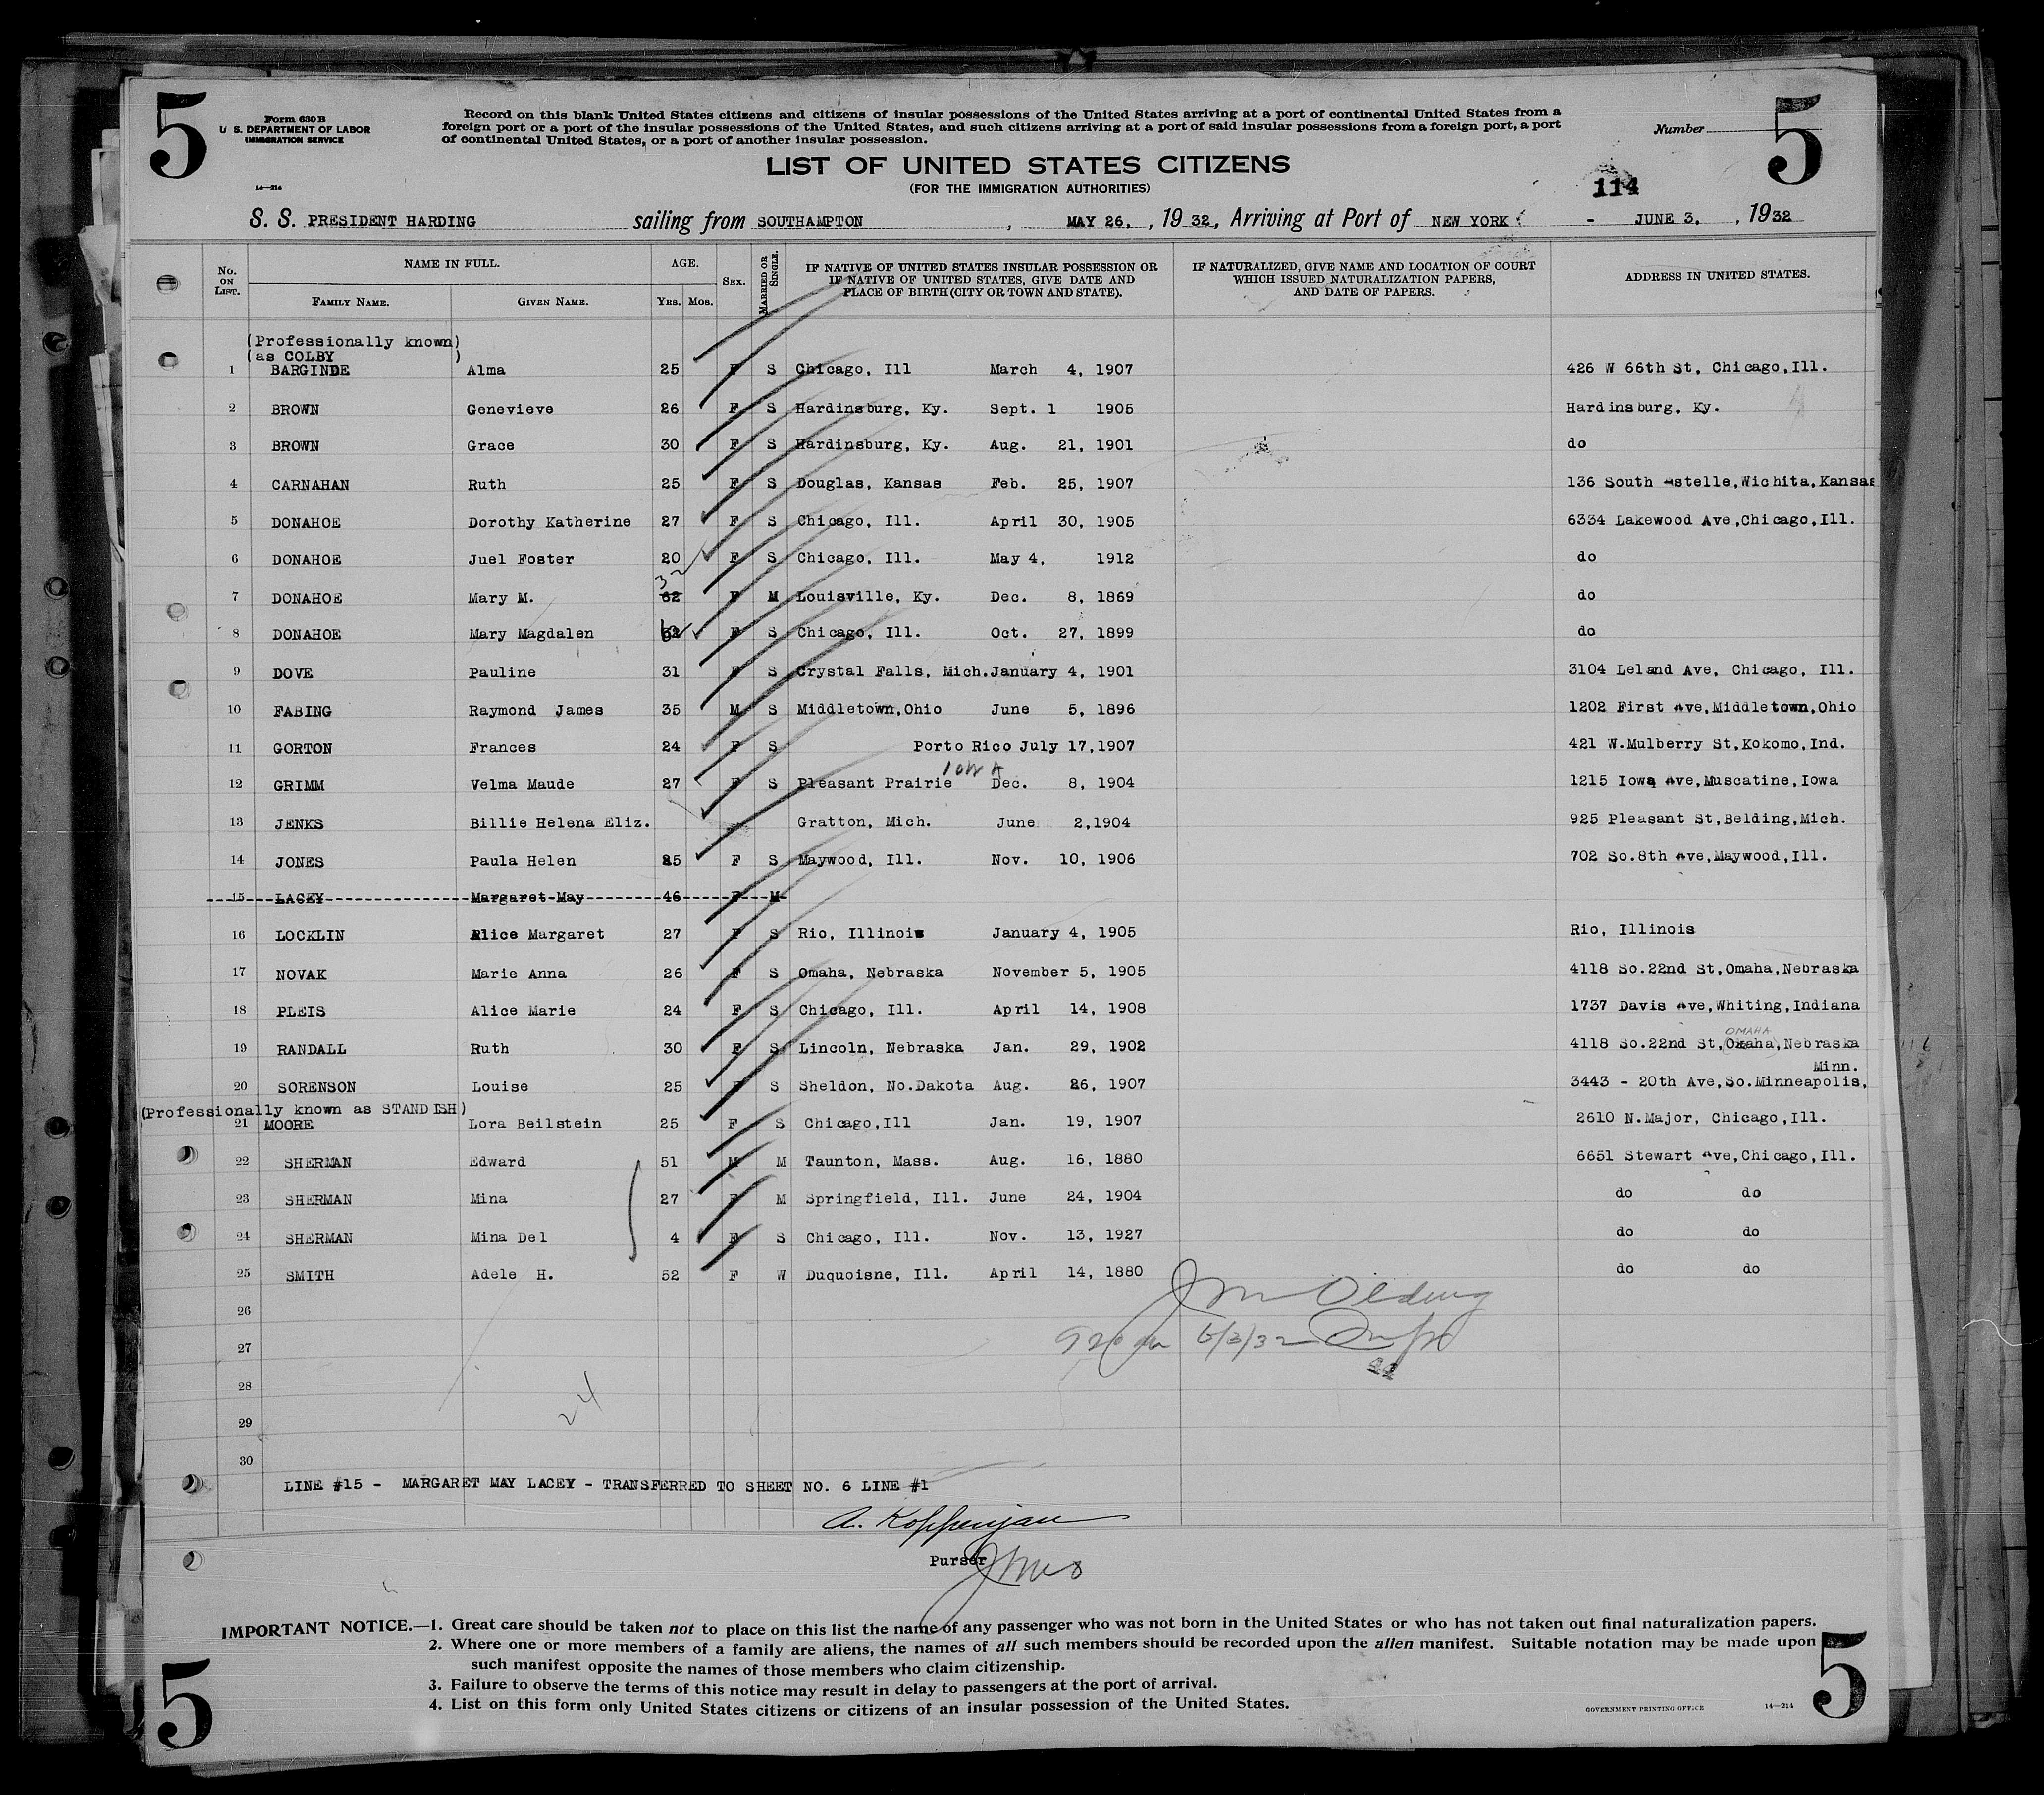 5
Form 630 B
U. S. DEPARTMENT OF LABOR
IMMIGRATION SERVICE
14—214
Record on this blank United States citizens and citizens of insular possessions of the United States arriving at a port of continental United States from a
foreign port or a port of the insular possessions of the United States, and such citizens arriving at a port of said insular possessions from a foreign port, a port
of continental United States, or a port of another insular possession.
Number
5
LIST OF UNITED STATES CITIZENS
(FOR THE IMMIGRATION AUTHORITIES)
114
S. S. PRESIDENT HARDING sailing from SOUTHAMPTON, MAY 26, 1932, Arriving at Port of NEW YORK - JUNE 3, 1932
No. ON LIST. NAME IN FULL. AGE. SEX. MARRIED OR SINGLE. IF NATIVE OF UNITED STATES INSULAR POSSESSION OR IF NATIVE OF UNITED STATES, GIVE DATE AND PLACE OF BIRTH (CITY OR TOWN AND STATE). IF NATURALIZED, GIVE NAME AND LOCATION OF COURT WHICH ISSUED NATURALIZATION PAPERS, AND DATE OF PAPERS. ADDRESS IN UNITED STATES.
FAMILY NAME. GIVEN NAME. YRS. MOS.
(Professionally known)
(as COLBY )
1 BARGINDE Alma 25 F S Chicago, Ill March 4, 1907 426 W 66th St, Chicago,Ill.
2 BROWN Genevieve 26 F S Hardinsburg, Ky. Sept. 1 1905 Hardinsburg, Ky.
3 BROWN Grace 30 F S Hardinsburg, Ky. Aug. 21, 1901 do
4 CARNAHAN Ruth 25 F S Douglas, Kansas Feb. 25, 1907 136 South Estelle,Wichita,Kansas
5 DONAHOE Dorothy Katherine 27 F S Chicago, Ill. April 30, 1905 6334 Lakewood Ave,Chicago,Ill.
6 DONAHOE Juel Foster 20 F S Chicago, Ill. May 4, 1912 do
32
7 DONAHOE Mary M. 62 F M Louisville, Ky. Dec. 8, 1869 do
8 DONAHOE Mary Magdalen 32 F S Chicago, Ill. Oct. 27, 1899 do
9 DOVE Pauline 31 F S Crystal Falls, Mich. January 4, 1901 3104 Leland Ave, Chicago, Ill.
10 FABING Raymond James 35 M S Middletown,Ohio June 5, 1896 1202 First Ave,Middletown,Ohio
11 GORTON Frances 24 F S Porto Rico July 17,1907 421 W.Mulberry St,Kokomo,Ind.
IOWA
12 GRIMM Velma Maude 27 F S Pleasant Prairie Dec. 8, 1904 1215 Iowa Ave,Muscatine,Iowa
13 JENKS Billie Helena Eliz. Gratton, Mich. June 2,1904 925 Pleasant St,Belding,Mich.
14 JONES Paula Helen 25 F S Maywood, Ill. Nov. 10, 1906 702 So.8th Ave,Maywood,Ill.
15 LACEY Margaret May 46 F M
16 LOCKLIN Alice Margaret 27 F S Rio, Illinois January 4, 1905 Rio, Illinois
17 NOVAK Marie Anna 26 F S Omaha, Nebraska November 5, 1905 4118 So.22nd St,Omaha,Nebraska
18 PLEIS Alice Marie 24 F S Chicago, Ill. April 14, 1908 1737 Davis Ave,Whiting,Indiana
OMAHA
19 RANDALL Ruth 30 F S Lincoln, Nebraska Jan. 29, 1902 4118 So.22nd St,Omaha,Nebraska
Minn.
20 SORENSON Louise 25 F S Sheldon, No.Dakota Aug. 26, 1907 3443 - 20th Ave,So.Minneapolis,
(Professionally known as STANDISH)
21 MOORE Lora Beilstein 25 F S Chicago,Ill Jan. 19, 1907 2610 N.Major, Chicago,Ill.
22 SHERMAN Edward 51 M M Taunton, Mass. Aug. 16, 1880 6651 Stewart Ave,Chicago,Ill.
23 SHERMAN Mina 27 F M Springfield, Ill. June 24, 1904 do do
24 SHERMAN Mina Del 4 F S Chicago, Ill. Nov. 13, 1927 do do
25 SMITH Adele H. 52 F W Duquoisne, Ill. April 14, 1880 do do
26
27
6/3/32
28
24
29
30
LINE #15 - MARGARET MAY LACEY - TRANSFERRED TO SHEET NO. 6 LINE #1
A. Koppenjan
Purser
IMPORTANT NOTICE.—1. Great care should be taken not to place on this list the name of any passenger who was not born in the United States or who has not taken out final naturalization papers.
2. Where one or more members of a family are aliens, the names of all such members should be recorded upon the alien manifest. Suitable notation may be made upon
such manifest opposite the names of those members who claim citizenship.
3. Failure to observe the terms of this notice may result in delay to passengers at the port of arrival.
4. List on this form only United States citizens or citizens of an insular possession of the United States.
GOVERNMENT PRINTING OFFICE 14—214
5
5